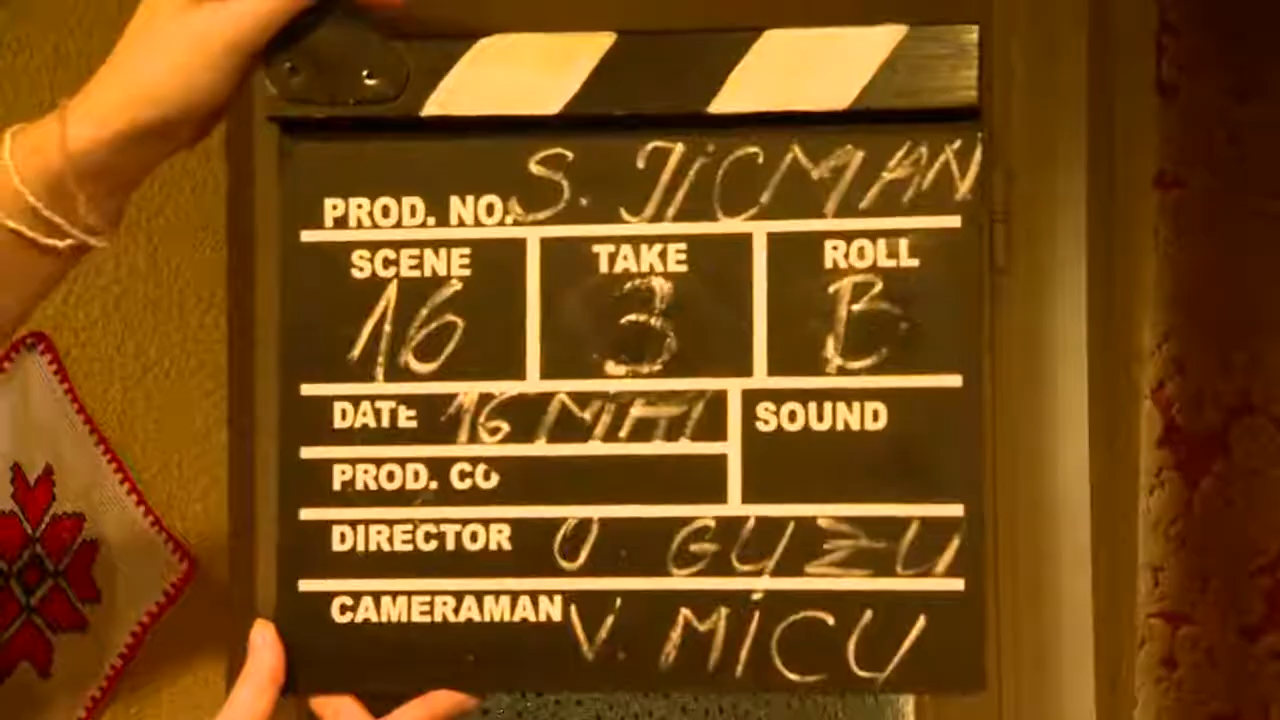 PROD. NO. S. JICMAN
SCENE TAKE ROLL
16 3 B
DATE 16 MAI SOUND
PROD. CO
DIRECTOR O. GUZU
CAMERAMAN V. MICU